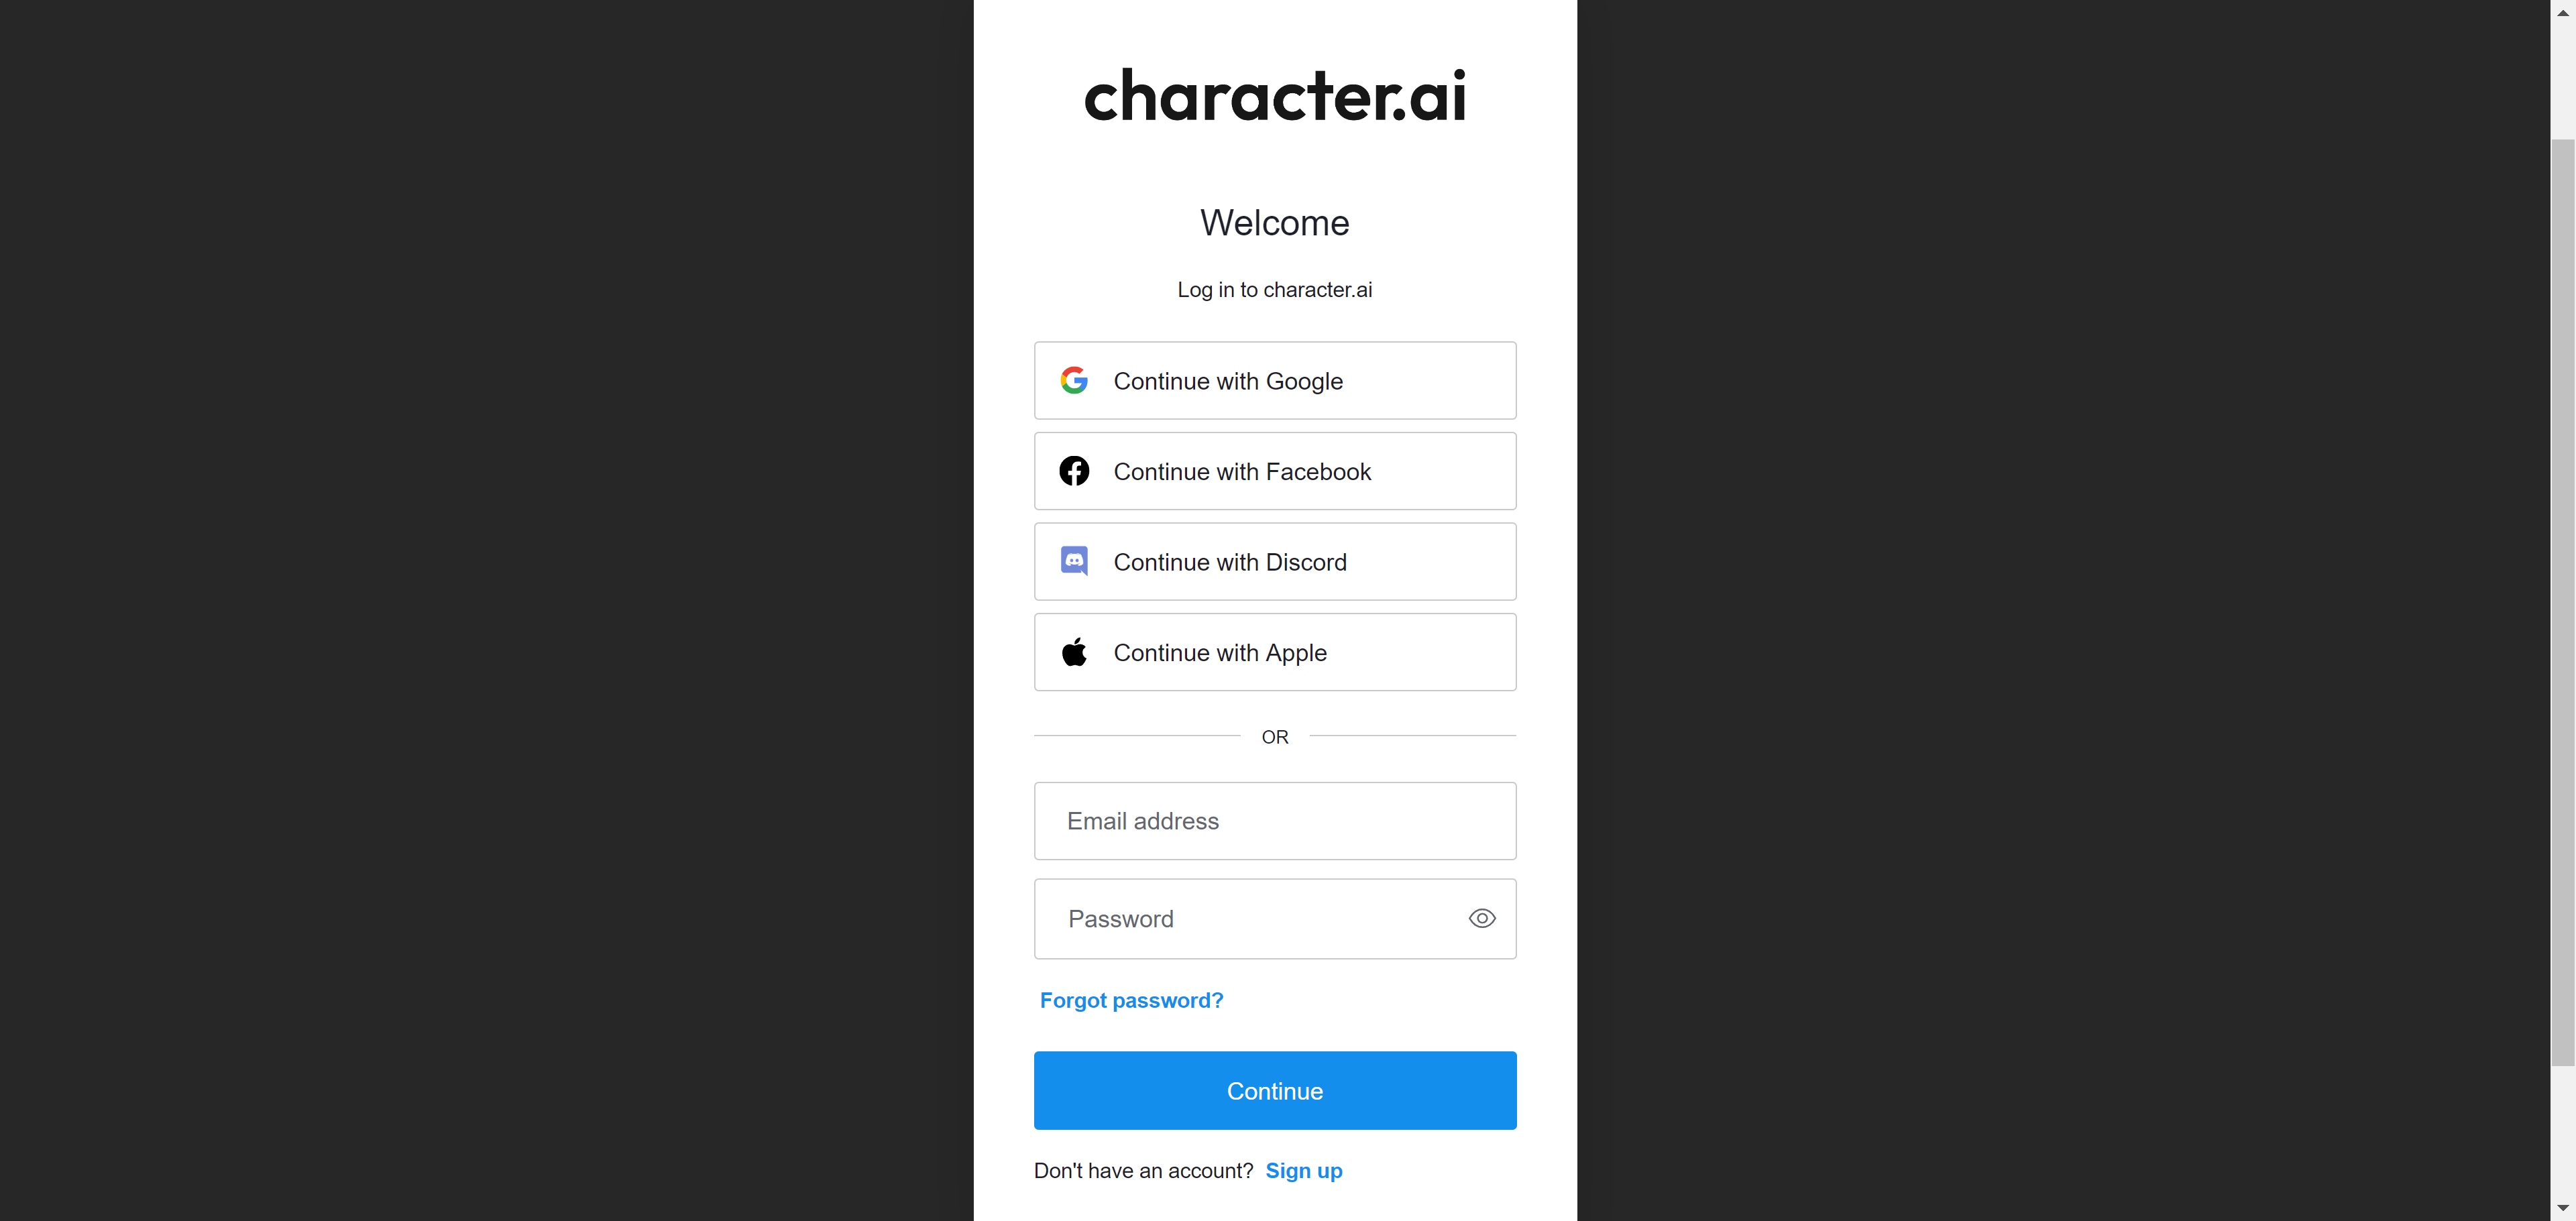 character.ai
Welcome
Log in to character.ai
Continue with Google
Continue with Facebook
Continue with Discord
Continue with Apple
OR
Email address
Password
Forgot password?
Continue
Don't have an account? Sign up